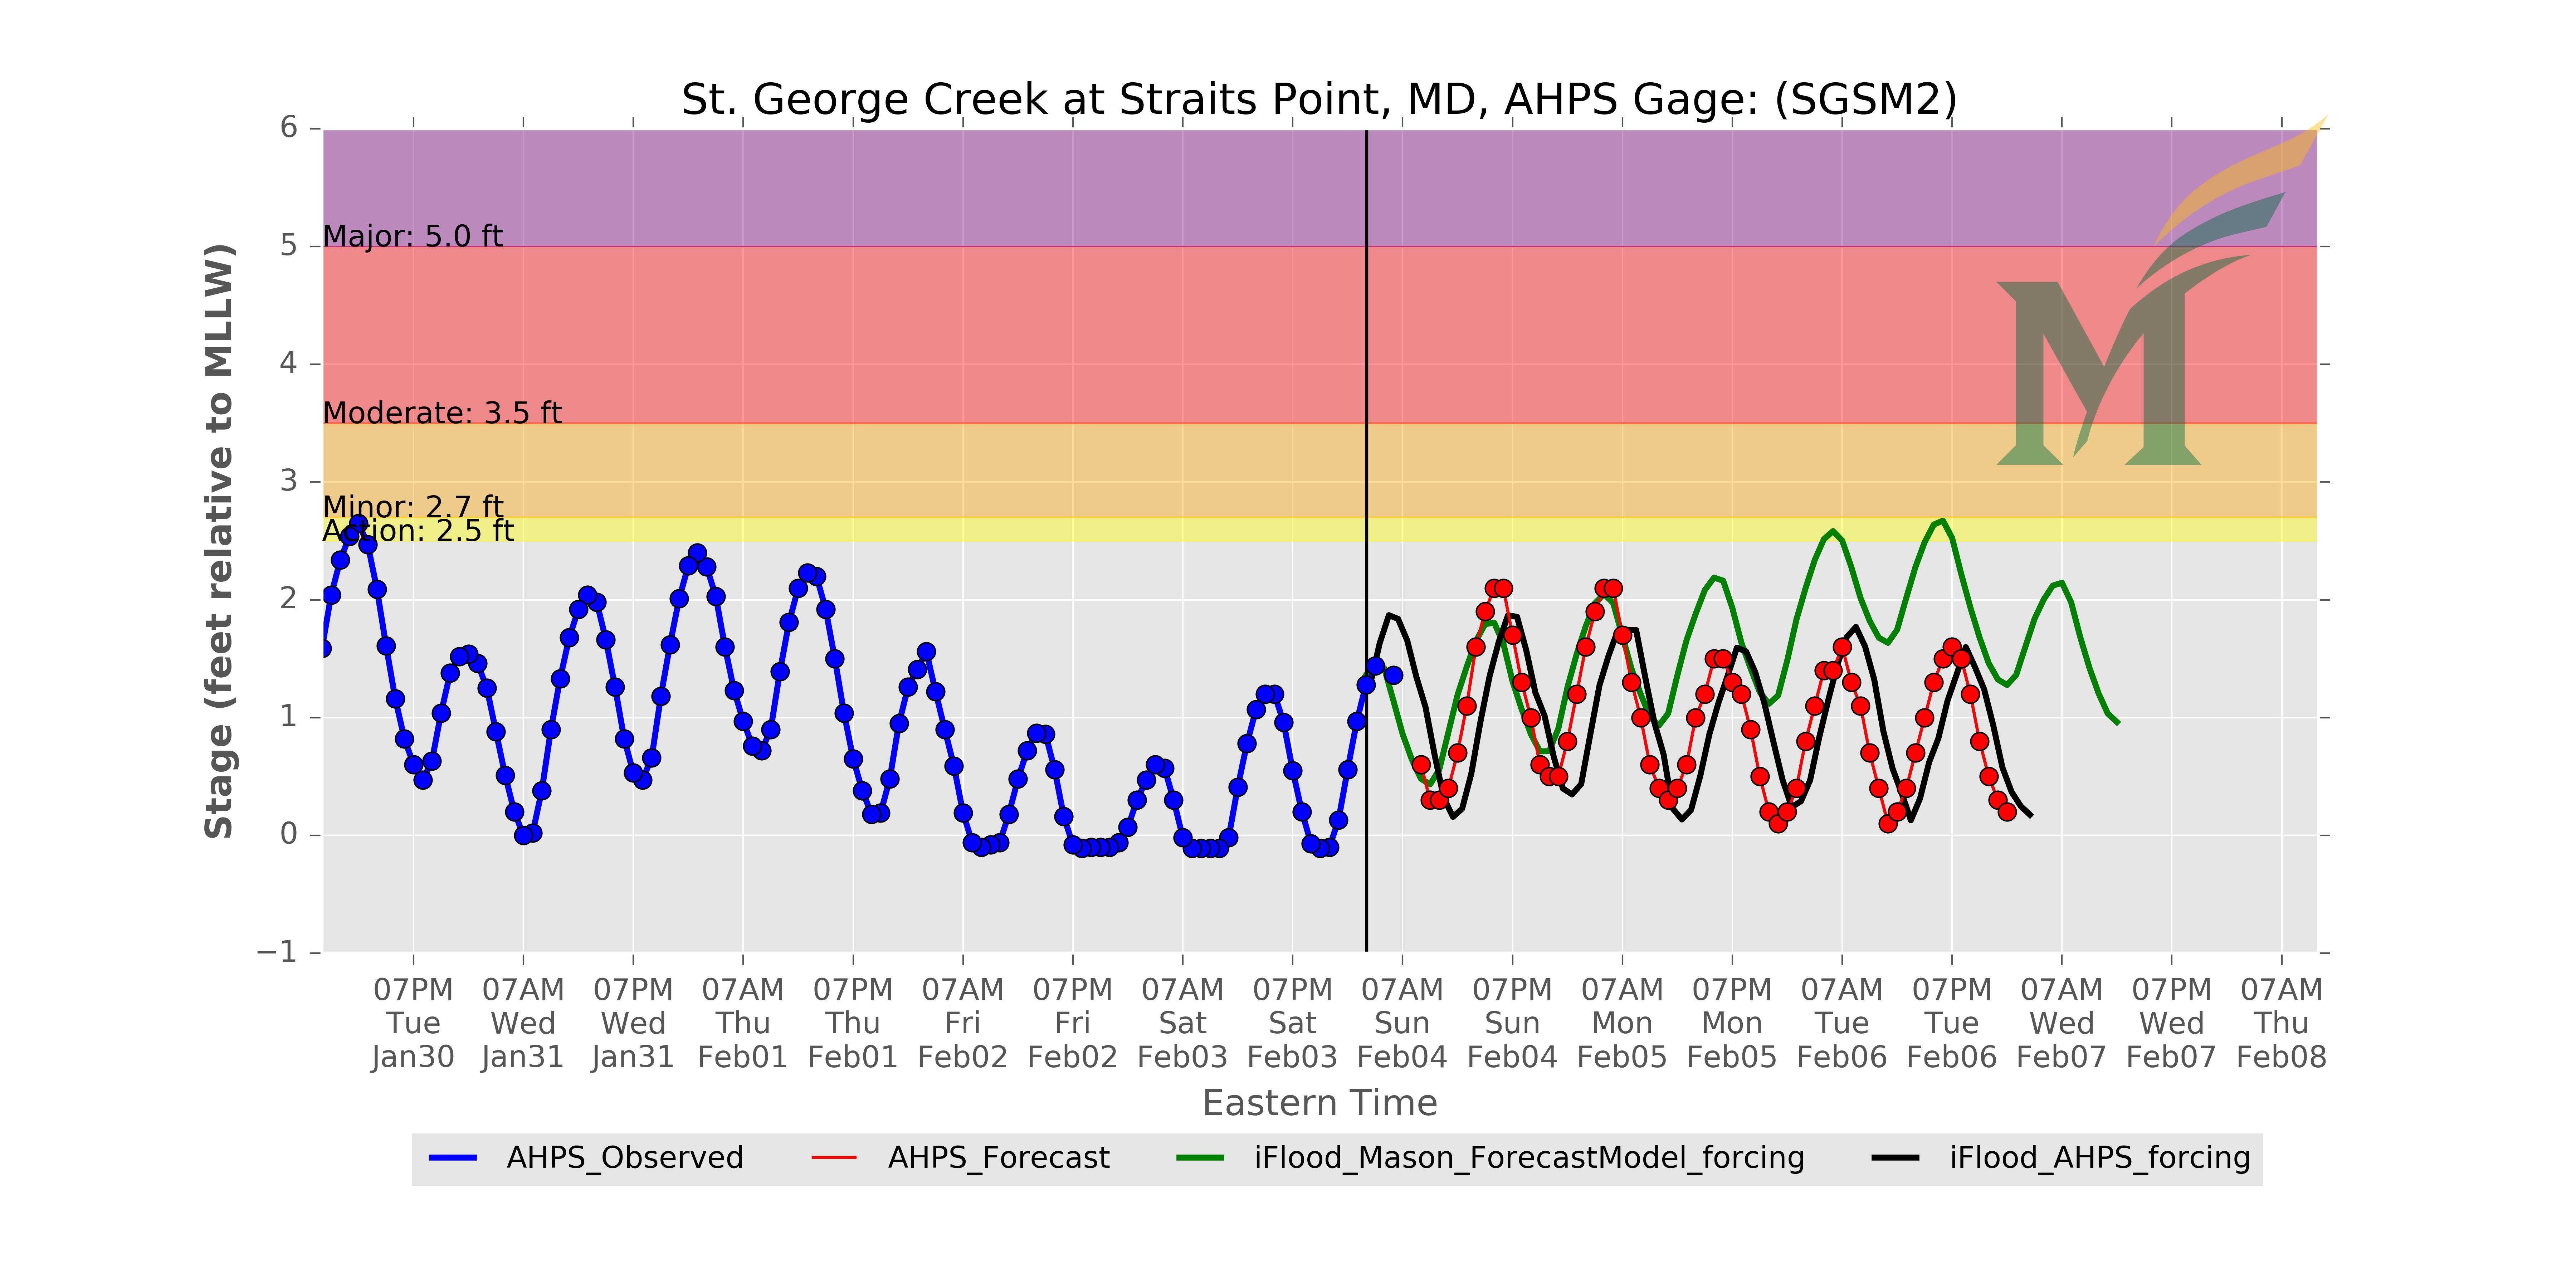 St. George Creek at Straits Point, MD, AHPS Gage: (SGSM2)
Stage (feet relative to MLLW)
6
5
4
3
2
1
0
−1
Major: 5.0 ft
Moderate: 3.5 ft
Minor: 2.7 ft
Action: 2.5 ft
M
07PM 07AM 07PM 07AM 07PM 07AM 07PM 07AM 07PM 07AM 07PM 07AM 07PM 07AM 07PM 07AM 07PM 07AM
Tue Wed Wed Thu Thu Fri Fri Sat Sat Sun Sun Mon Mon Tue Tue Wed Wed Thu
Jan30 Jan31 Jan31 Feb01 Feb01 Feb02 Feb02 Feb03 Feb03 Feb04 Feb04 Feb05 Feb05 Feb06 Feb06 Feb07 Feb07 Feb08
Eastern Time
AHPS_Observed AHPS_Forecast iFlood_Mason_ForecastModel_forcing iFlood_AHPS_forcing